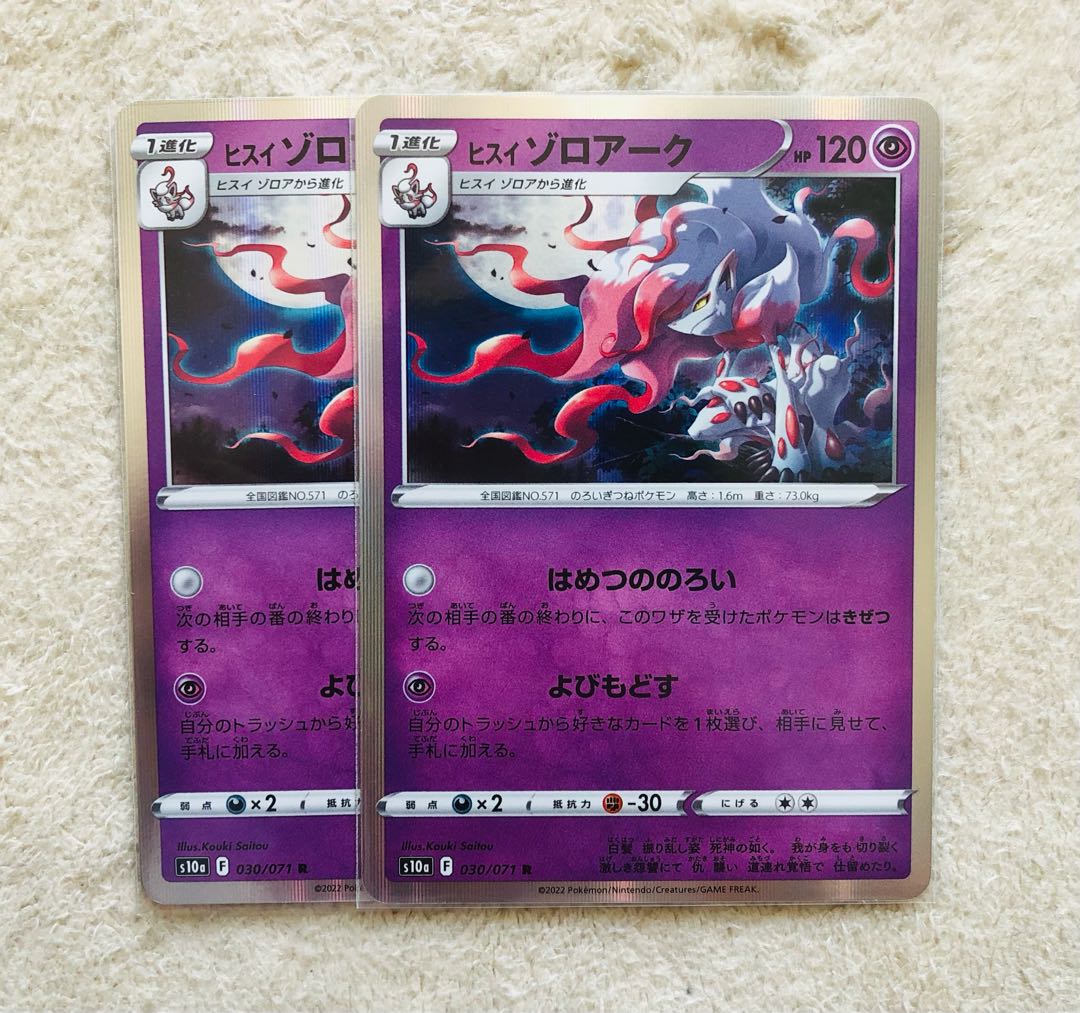 1進化
ヒスイ ゾロ
ヒスイ ゾロアから進化
全国図鑑NO.571 のろ
はめ
次の相手の番の終わり
する。
よび
自分のトラッシュから好
手札に加える。
弱点 ×2 抵抗
illus.Kouki Saitou
s10a F 030/071 R
©2022 Poké
1進化
ヒスイ ゾロアーク HP 120
ヒスイ ゾロアから進化
全国図鑑NO.571 のろいぎつねポケモン 高さ:1.6m 重さ:73.0kg
はめつののろい
次の相手の番の終わりに、このワザを受けたポケモンはきぜつ
する。
よびもどす
自分のトラッシュから好きなカードを1枚選び、相手に見せて、
手札に加える。
弱点 ×2 抵抗力 -30 にげる
illus.Kouki Saitou
白髪 振り乱し姿 死神の如く。 我が身をも 切り裂く
激しき怨讐にて 仇 襲い 道連れ覚悟で 仕留めたり。
s10a F 030/071 R
©2022 Pokémon/Nintendo/Creatures/GAME FREAK.